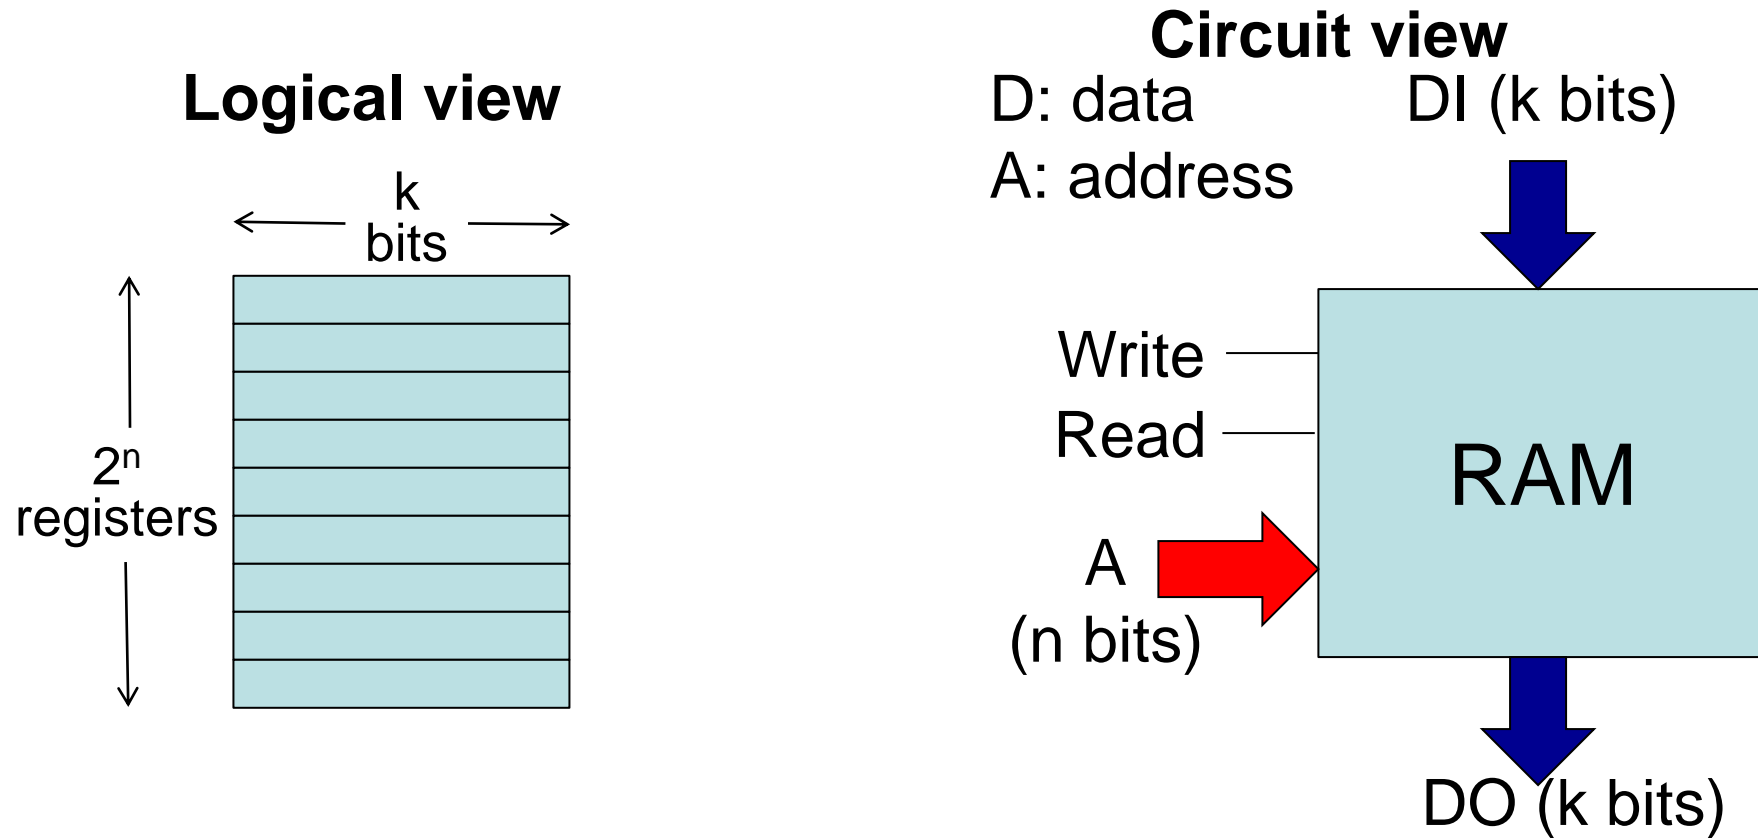 Logical view
k
bits
2ⁿ
registers
Circuit view
D: data
DI (k bits)
A: address
Write
Read
RAM
A
(n bits)
DO (k bits)